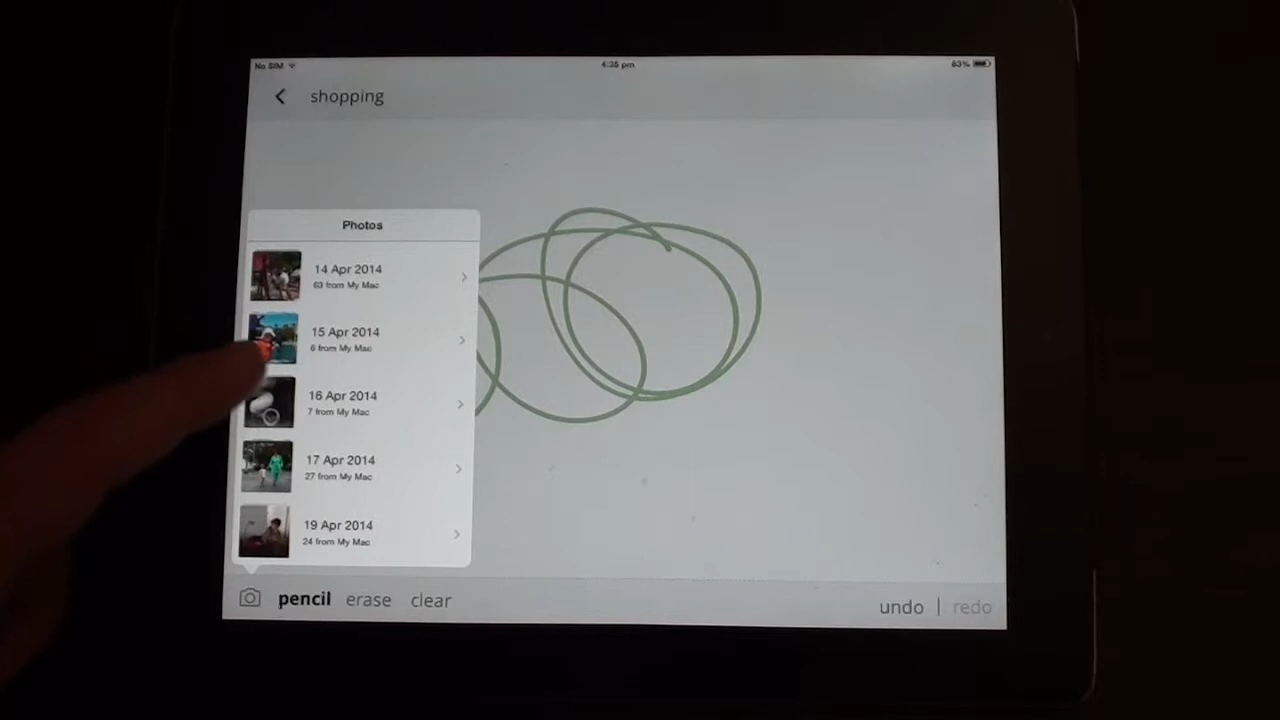 No SIM
4:35 pm
63%
shopping
Photos
14 Apr 2014
63 from My Mac
15 Apr 2014
6 from My Mac
16 Apr 2014
7 from My Mac
17 Apr 2014
27 from My Mac
19 Apr 2014
24 from My Mac
pencil erase clear
undo | redo